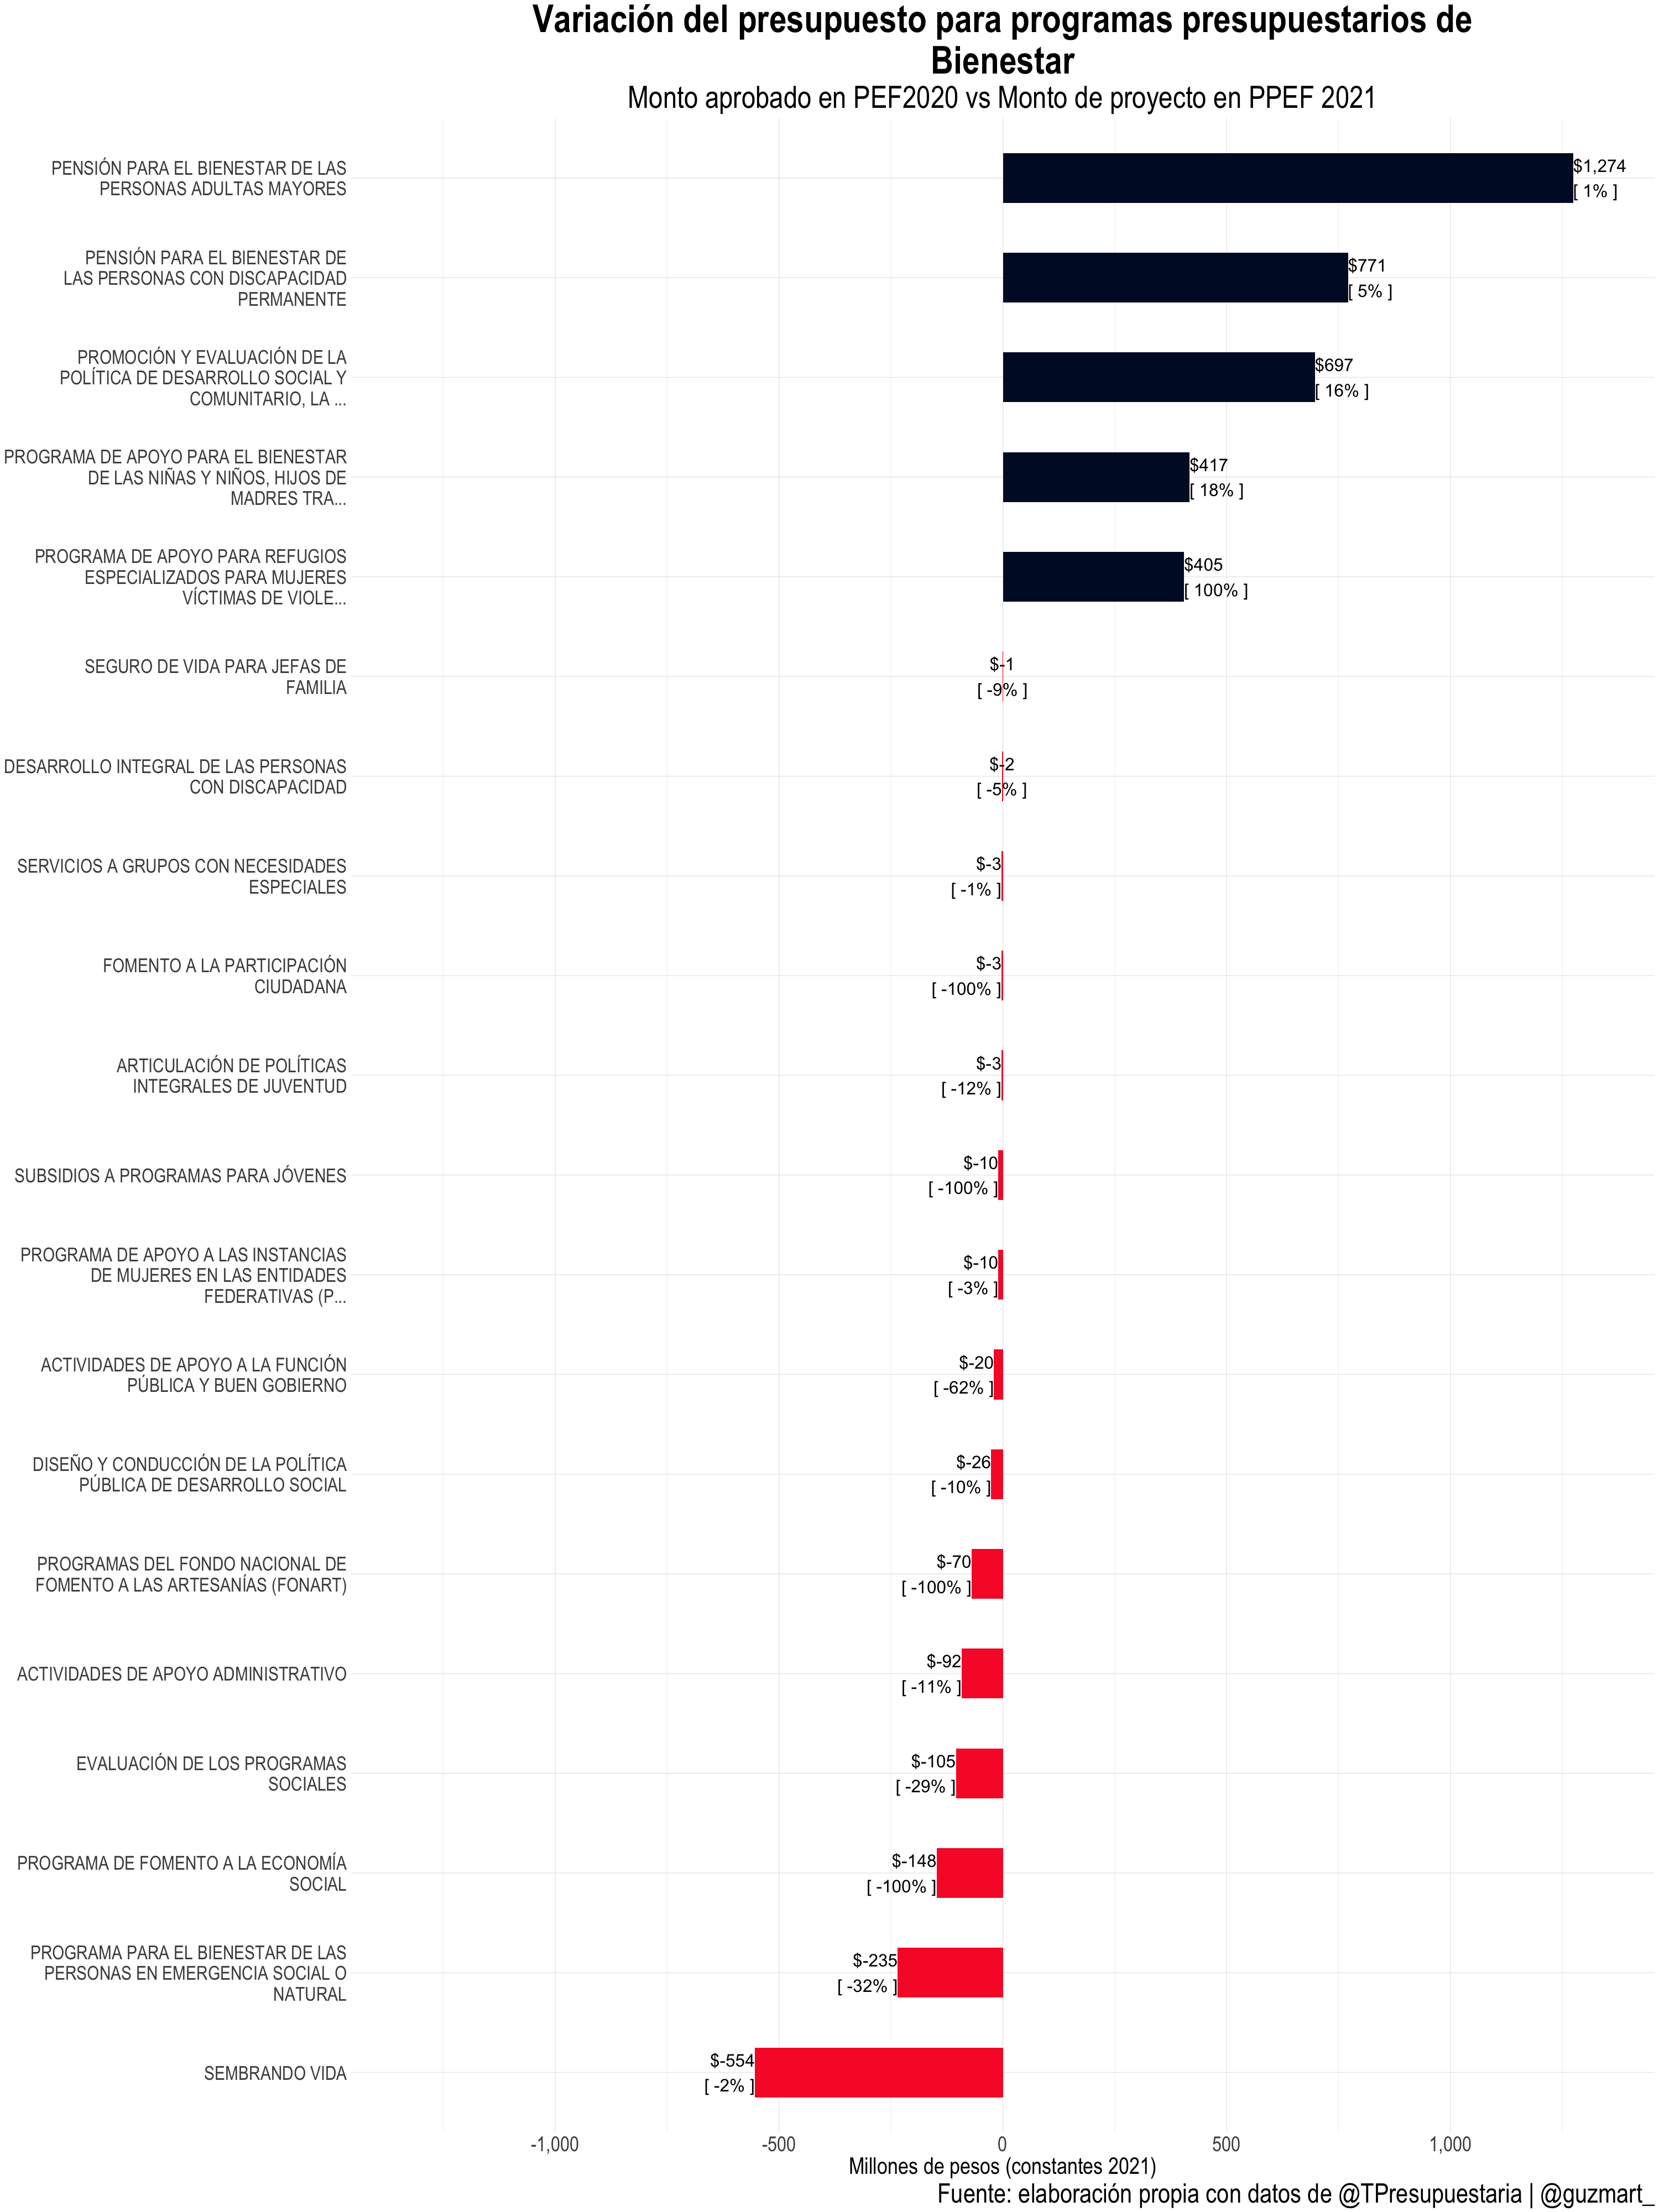 Variación del presupuesto para programas presupuestarios de
Bienestar
Monto aprobado en PEF2020 vs Monto de proyecto en PPEF 2021
PENSIÓN PARA EL BIENESTAR DE LAS
PERSONAS ADULTAS MAYORES
$1,274
[ 1% ]
PENSIÓN PARA EL BIENESTAR DE
LAS PERSONAS CON DISCAPACIDAD
PERMANENTE
$771
[ 5% ]
PROMOCIÓN Y EVALUACIÓN DE LA
POLÍTICA DE DESARROLLO SOCIAL Y
COMUNITARIO, LA ...
$697
[ 16% ]
PROGRAMA DE APOYO PARA EL BIENESTAR
DE LAS NIÑAS Y NIÑOS, HIJOS DE
MADRES TRA...
$417
[ 18% ]
PROGRAMA DE APOYO PARA REFUGIOS
ESPECIALIZADOS PARA MUJERES
VÍCTIMAS DE VIOLE...
$405
[ 100% ]
SEGURO DE VIDA PARA JEFAS DE
FAMILIA
$-1
[ -9% ]
DESARROLLO INTEGRAL DE LAS PERSONAS
CON DISCAPACIDAD
$-2
[ -5% ]
SERVICIOS A GRUPOS CON NECESIDADES
ESPECIALES
$-3
[ -1% ]
FOMENTO A LA PARTICIPACIÓN
CIUDADANA
$-3
[ -100% ]
ARTICULACIÓN DE POLÍTICAS
INTEGRALES DE JUVENTUD
$-3
[ -12% ]
SUBSIDIOS A PROGRAMAS PARA JÓVENES
$-10
[ -100% ]
PROGRAMA DE APOYO A LAS INSTANCIAS
DE MUJERES EN LAS ENTIDADES
FEDERATIVAS (P...
$-10
[ -3% ]
ACTIVIDADES DE APOYO A LA FUNCIÓN
PÚBLICA Y BUEN GOBIERNO
$-20
[ -62% ]
DISEÑO Y CONDUCCIÓN DE LA POLÍTICA
PÚBLICA DE DESARROLLO SOCIAL
$-26
[ -10% ]
PROGRAMAS DEL FONDO NACIONAL DE
FOMENTO A LAS ARTESANÍAS (FONART)
$-70
[ -100% ]
ACTIVIDADES DE APOYO ADMINISTRATIVO
$-92
[ -11% ]
EVALUACIÓN DE LOS PROGRAMAS
SOCIALES
$-105
[ -29% ]
PROGRAMA DE FOMENTO A LA ECONOMÍA
SOCIAL
$-148
[ -100% ]
PROGRAMA PARA EL BIENESTAR DE LAS
PERSONAS EN EMERGENCIA SOCIAL O
NATURAL
$-235
[ -32% ]
SEMBRANDO VIDA
$-554
[ -2% ]
-1,000 -500 0 500 1,000
Millones de pesos (constantes 2021)
Fuente: elaboración propia con datos de @TPresupuestaria | @guzmart_